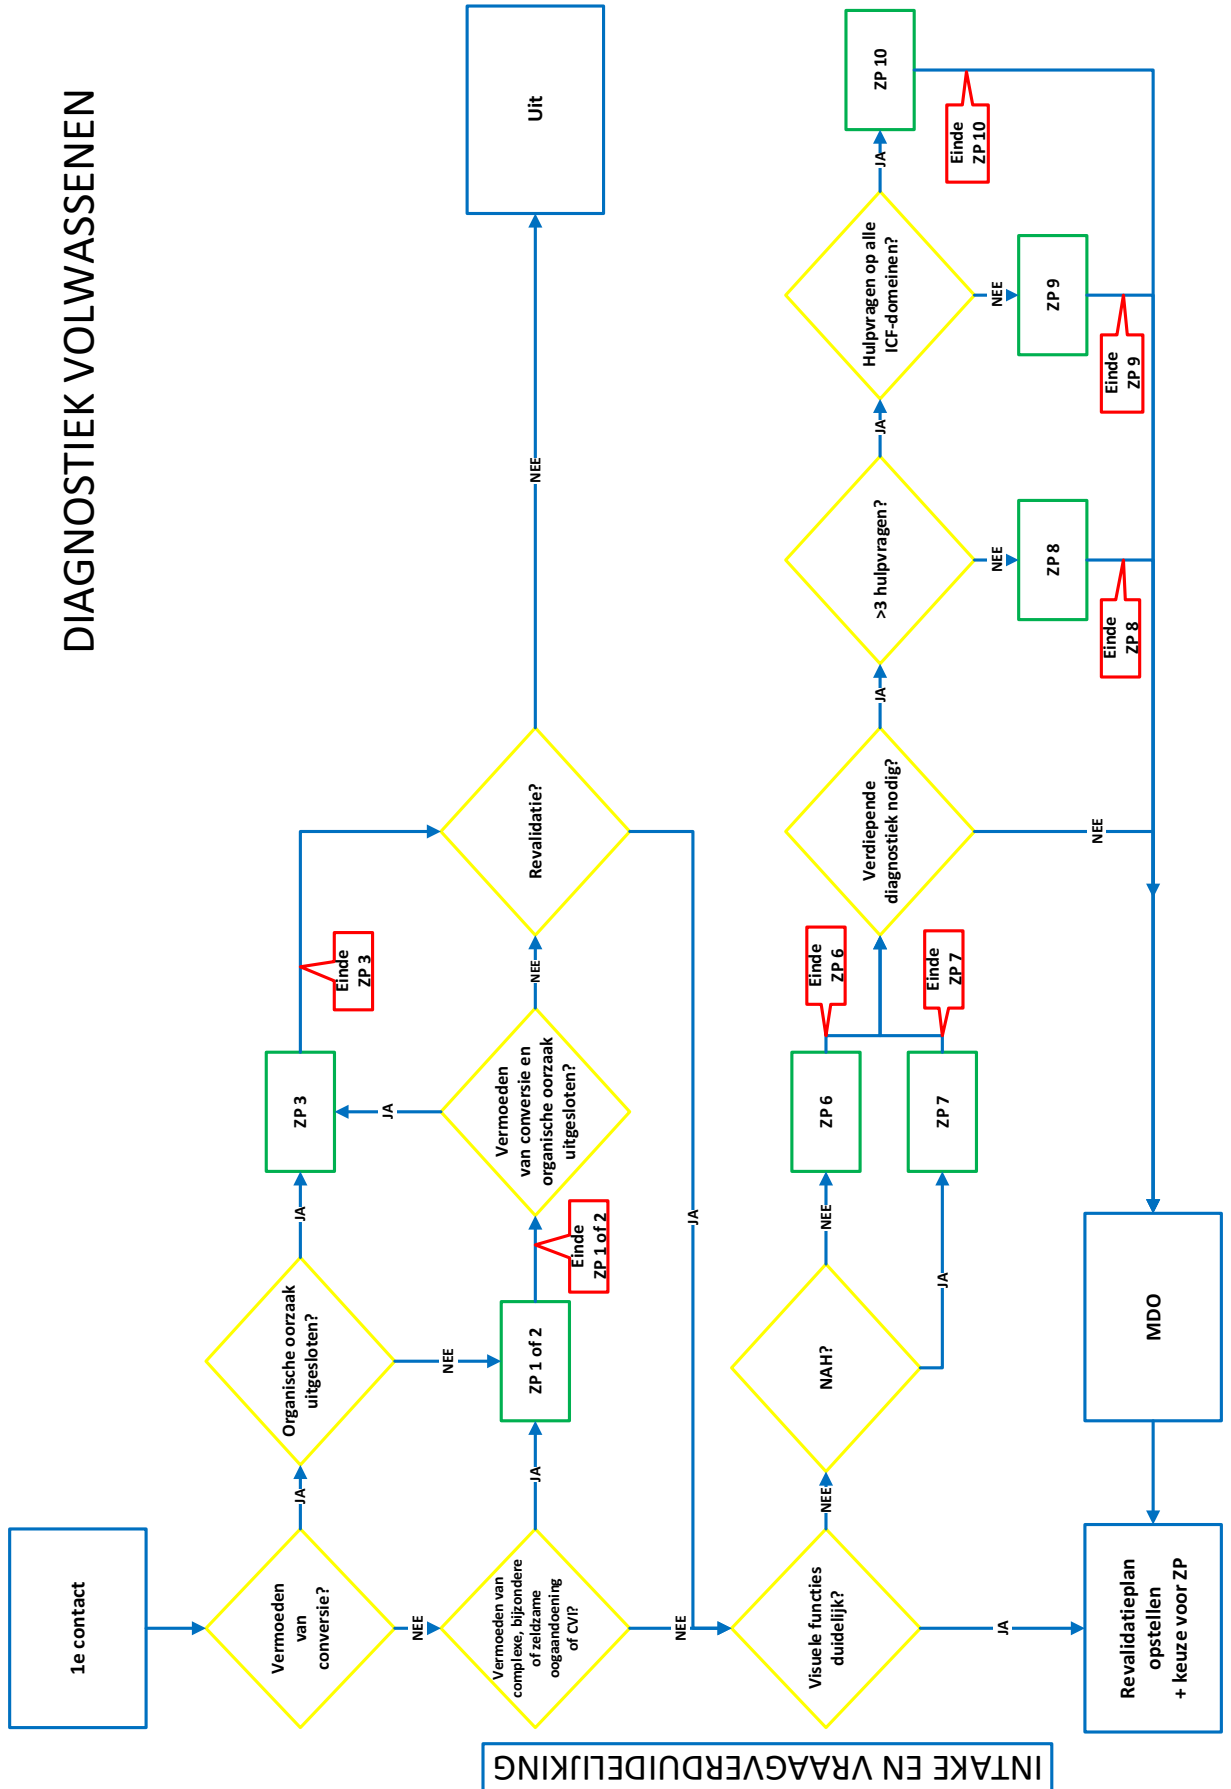 DIAGNOSTIEK VOLWASSENEN
INTAKE EN VRAAGVERDUIDELIJKING
1e contact
Vermoeden
van
conversie?
JA
NEE
Organische oorzaak
uitgesloten?
JA
NEE
ZP 3
Einde
ZP 3
Vermoeden van
complexe, bijzondere
of zeldzame
oogaandoening
of CVI?
JA
NEE
ZP 1 of 2
Einde
ZP 1 of 2
Vermoeden
van conversie en
organische oorzaak
uitgesloten?
JA
NEE
Revalidatie?
NEE
JA
Uit
Visuele functies
duidelijk?
NEE
JA
NAH?
NEE
JA
ZP 6
ZP 7
Einde
ZP 6
Einde
ZP 7
Verdiepende
diagnostiek nodig?
JA
NEE
>3 hulpvragen?
JA
NEE
ZP 8
Einde
ZP 8
Hulpvragen op alle
ICF-domeinen?
JA
NEE
ZP 9
Einde
ZP 9
ZP 10
Einde
ZP 10
MDO
Revalidatieplan
opstellen
+ keuze voor ZP